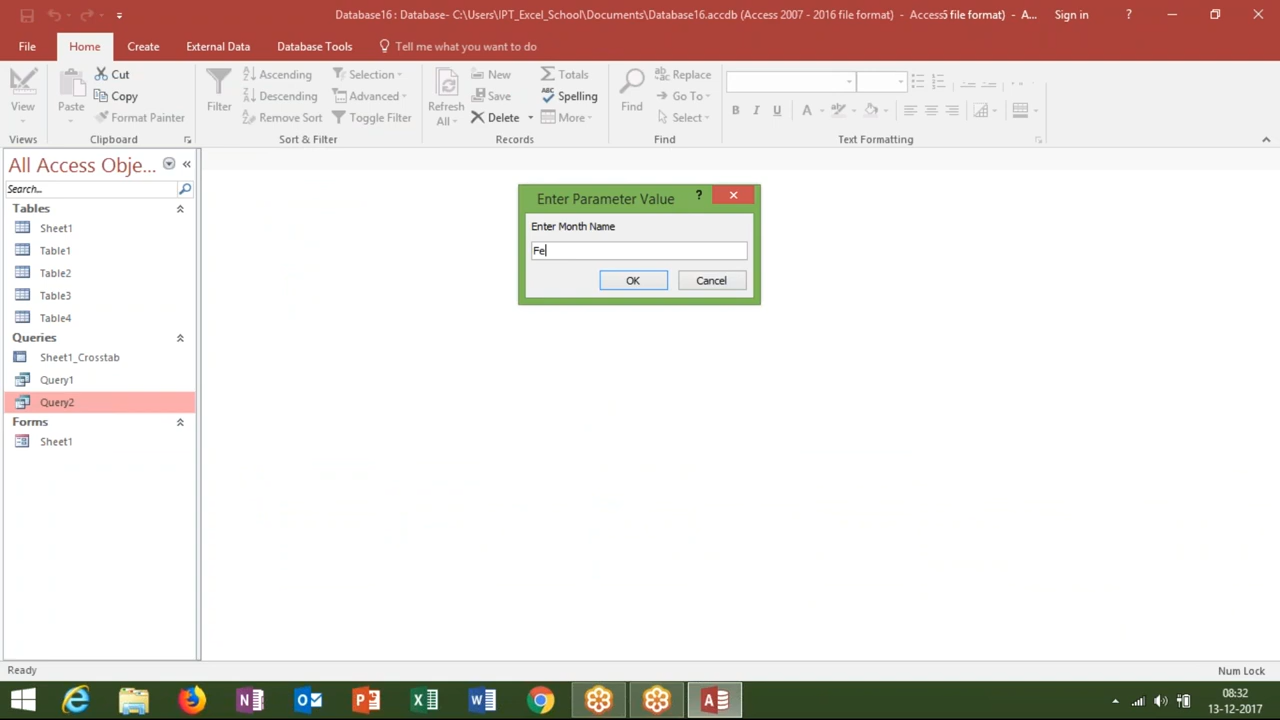 Database16 : Database- C:\Users\IPT_Excel_School\Documents\Database16.accdb (Access 2007 - 2016 file format) - Access5 file format) - A...
Sign in
?
File
Home
Create
External Data
Database Tools
Tell me what you want to do
View
Paste
Cut
Copy
Format Painter
Filter
Ascending
Descending
Remove Sort
Selection
Advanced
Toggle Filter
Refresh
All
New
Save
Delete
Totals
Spelling
More
Find
Replace
Go To
Select
B I U
A
Views
Clipboard
Sort & Filter
Records
Find
Text Formatting
All Access Obje...
Search...
Tables
Sheet1
Table1
Table2
Table3
Table4
Queries
Sheet1_Crosstab
Query1
Query2
Forms
Sheet1
Enter Parameter Value
?
Enter Month Name
Fe
OK
Cancel
Ready
Num Lock
08:32
13-12-2017